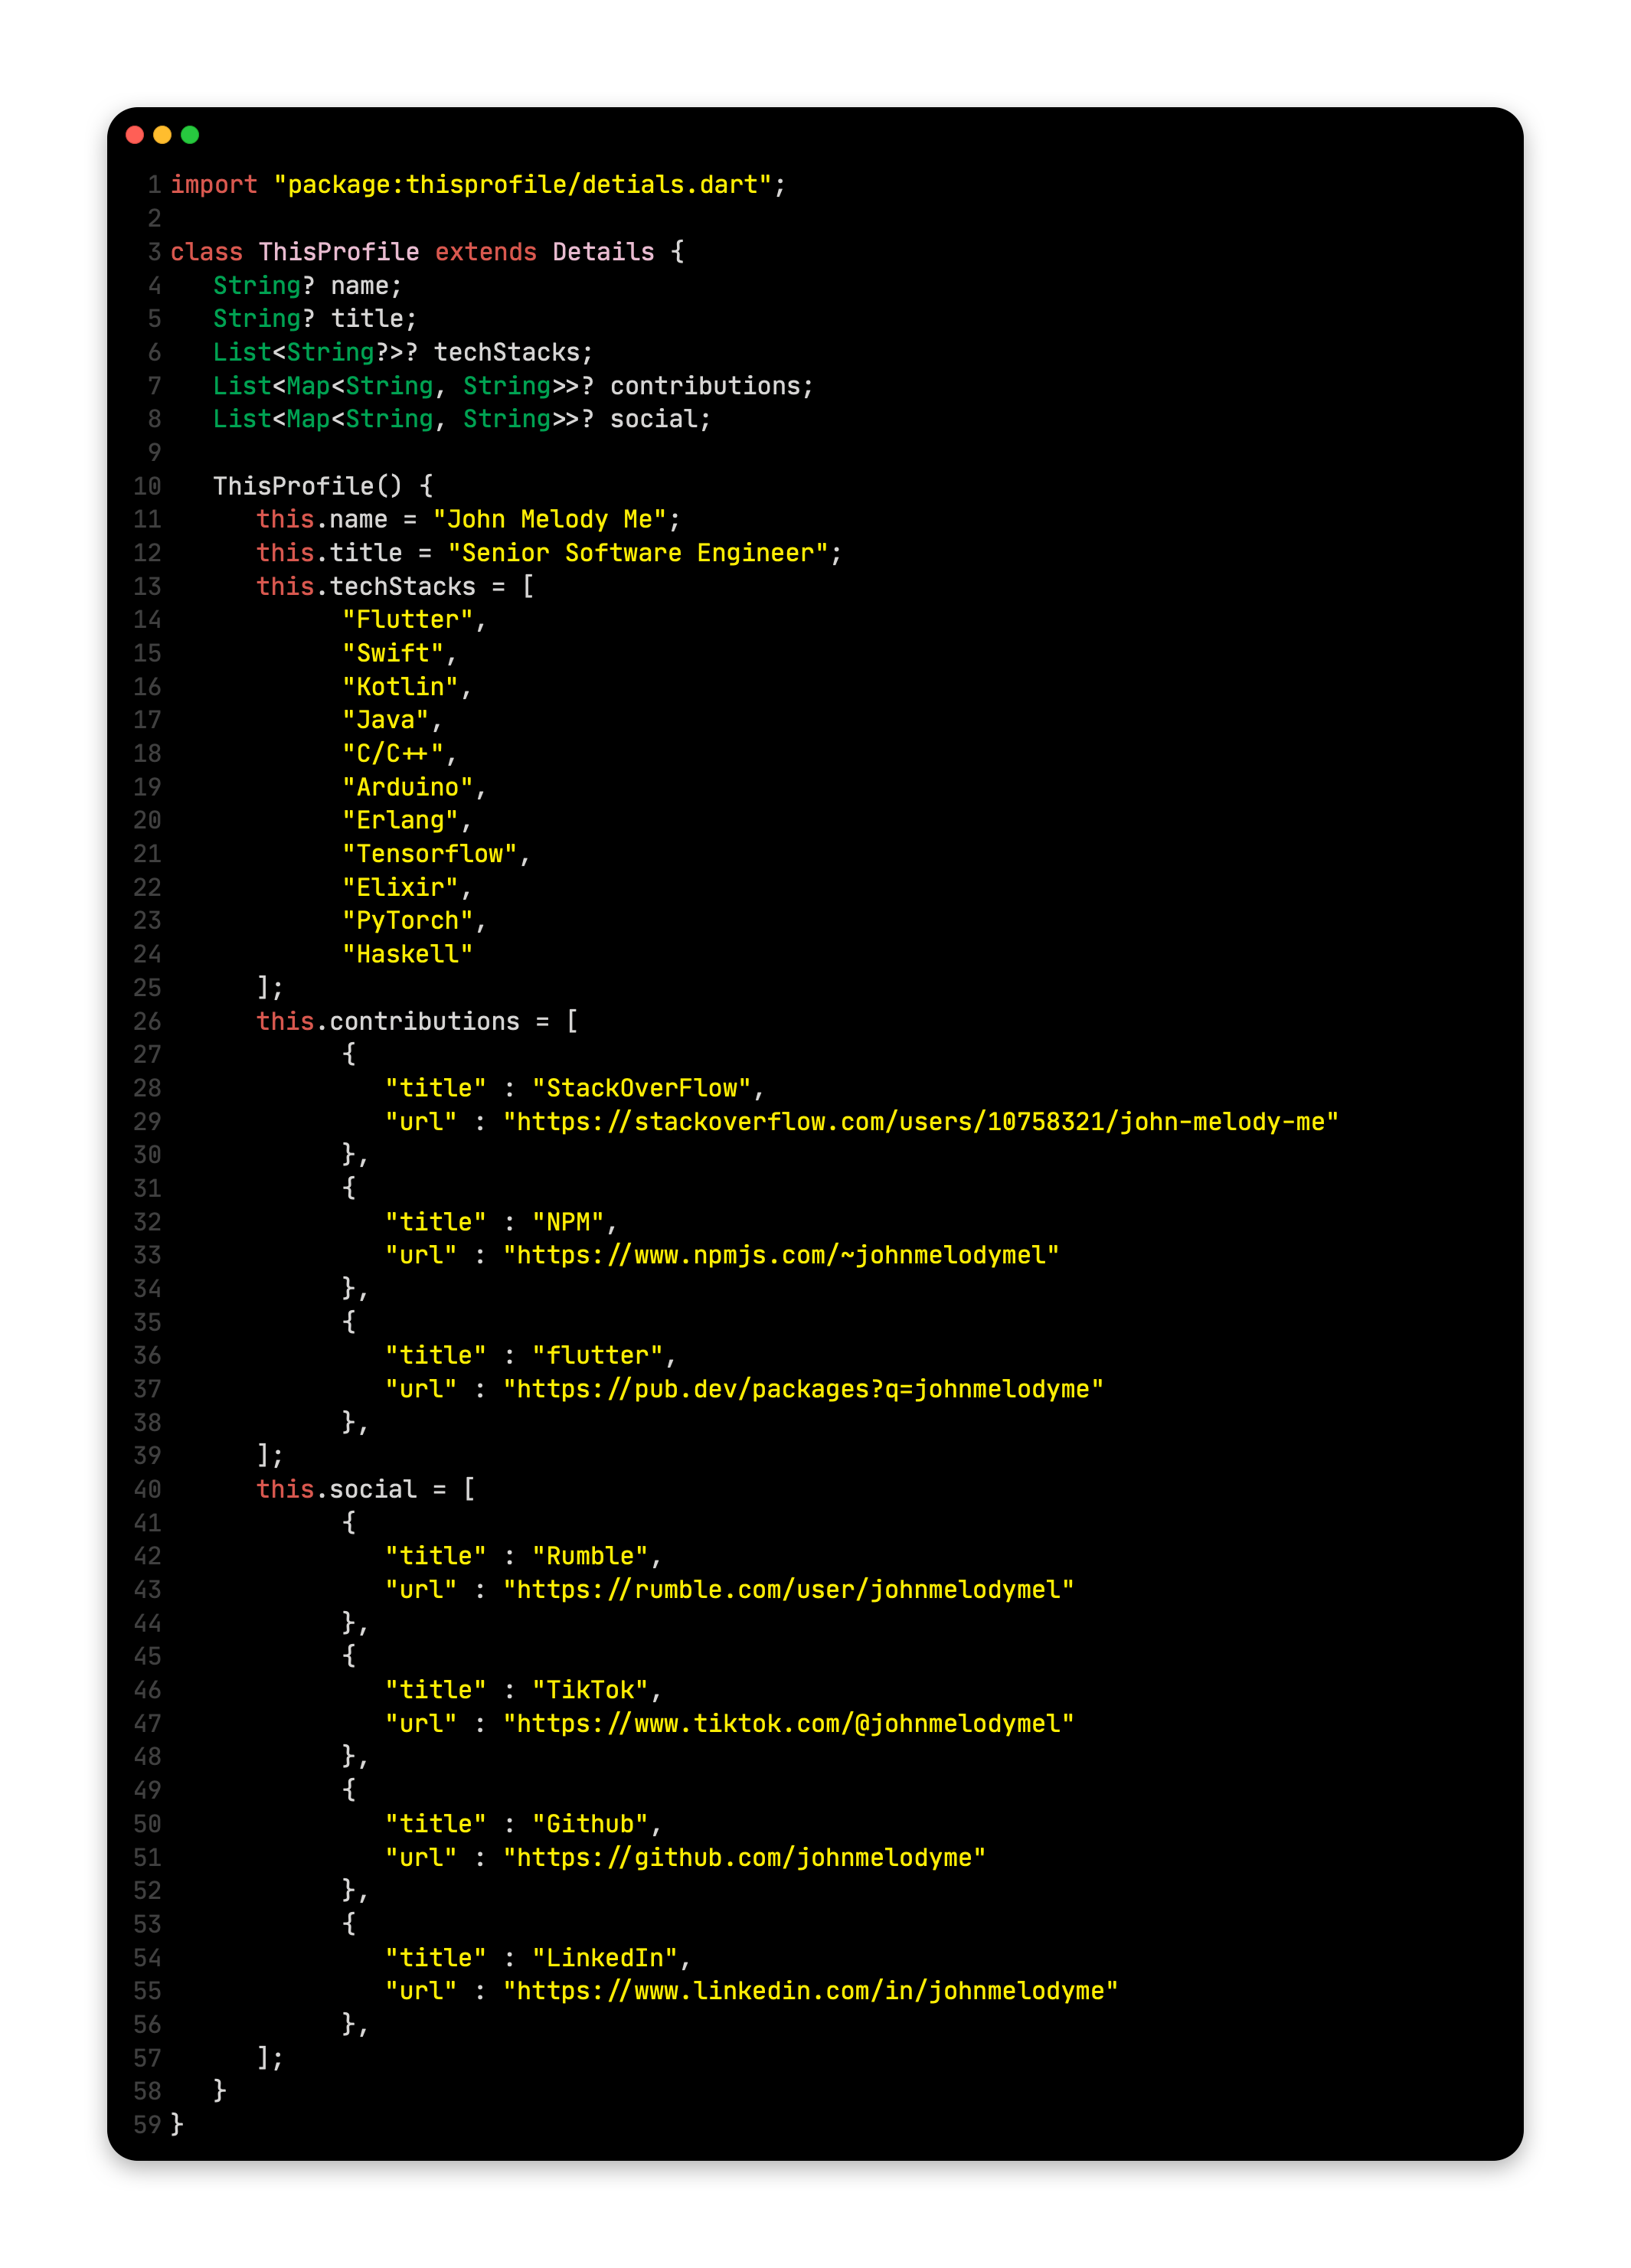 1 import "package:thisprofile/detials.dart";
2
3 class ThisProfile extends Details {
4 String? name;
5 String? title;
6 List<String?>? techStacks;
7 List<Map<String, String>>? contributions;
8 List<Map<String, String>>? social;
9
10 ThisProfile() {
11 this.name = "John Melody Me";
12 this.title = "Senior Software Engineer";
13 this.techStacks = [
14 "Flutter",
15 "Swift",
16 "Kotlin",
17 "Java",
18 "C/C++",
19 "Arduino",
20 "Erlang",
21 "Tensorflow",
22 "Elixir",
23 "PyTorch",
24 "Haskell"
25 ];
26 this.contributions = [
27 {
28 "title" : "StackOverFlow",
29 "url" : "https://stackoverflow.com/users/10758321/john-melody-me"
30 },
31 {
32 "title" : "NPM",
33 "url" : "https://www.npmjs.com/~johnmelodymel"
34 },
35 {
36 "title" : "flutter",
37 "url" : "https://pub.dev/packages?q=johnmelodyme"
38 },
39 ];
40 this.social = [
41 {
42 "title" : "Rumble",
43 "url" : "https://rumble.com/user/johnmelodymel"
44 },
45 {
46 "title" : "TikTok",
47 "url" : "https://www.tiktok.com/@johnmelodymel"
48 },
49 {
50 "title" : "Github",
51 "url" : "https://github.com/johnmelodyme"
52 },
53 {
54 "title" : "LinkedIn",
55 "url" : "https://www.linkedin.com/in/johnmelodyme"
56 },
57 ];
58 }
59 }